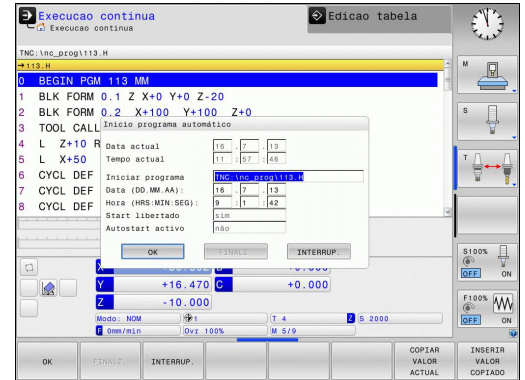 Execucao continua
Execucao continua
Edicao tabela
TNC:\nc_prog\113.H
→113.H
0 BEGIN PGM 113 MM
1 BLK FORM 0.1 Z X+0 Y+0 Z-20
2 BLK FORM 0.2 X+100 Y+100 Z+0
3 TOOL CALL
4 L Z+10 R
5 L X+50
6 CYCL DEF
7 CYCL DEF
8 CYCL DEF
Inicio programa automático
Data actual 16 . 7 . 13
Tempo actual 11 : 57 : 46
Iniciar programa TNC:\nc_prog\113.H
Data (DD.MM.AA): 16 . 7 . 13
Hora (HRS:MIN:SEG): 9 : 1 : 42
Start libertado sim
Autostart activo não
OK FINALIZ. INTERRUP.
Y +16.470 C +0.000
Z -10.000
Modo: NOM 1 T 4 Z S 2000
F 0mm/min Ovr 100% M 5/9
M
S
T
S100%
OFF ON
F100%
OFF ON
OK FINALIZ. INTERRUP. COPIAR VALOR ACTUAL INSERIR VALOR COPIADO